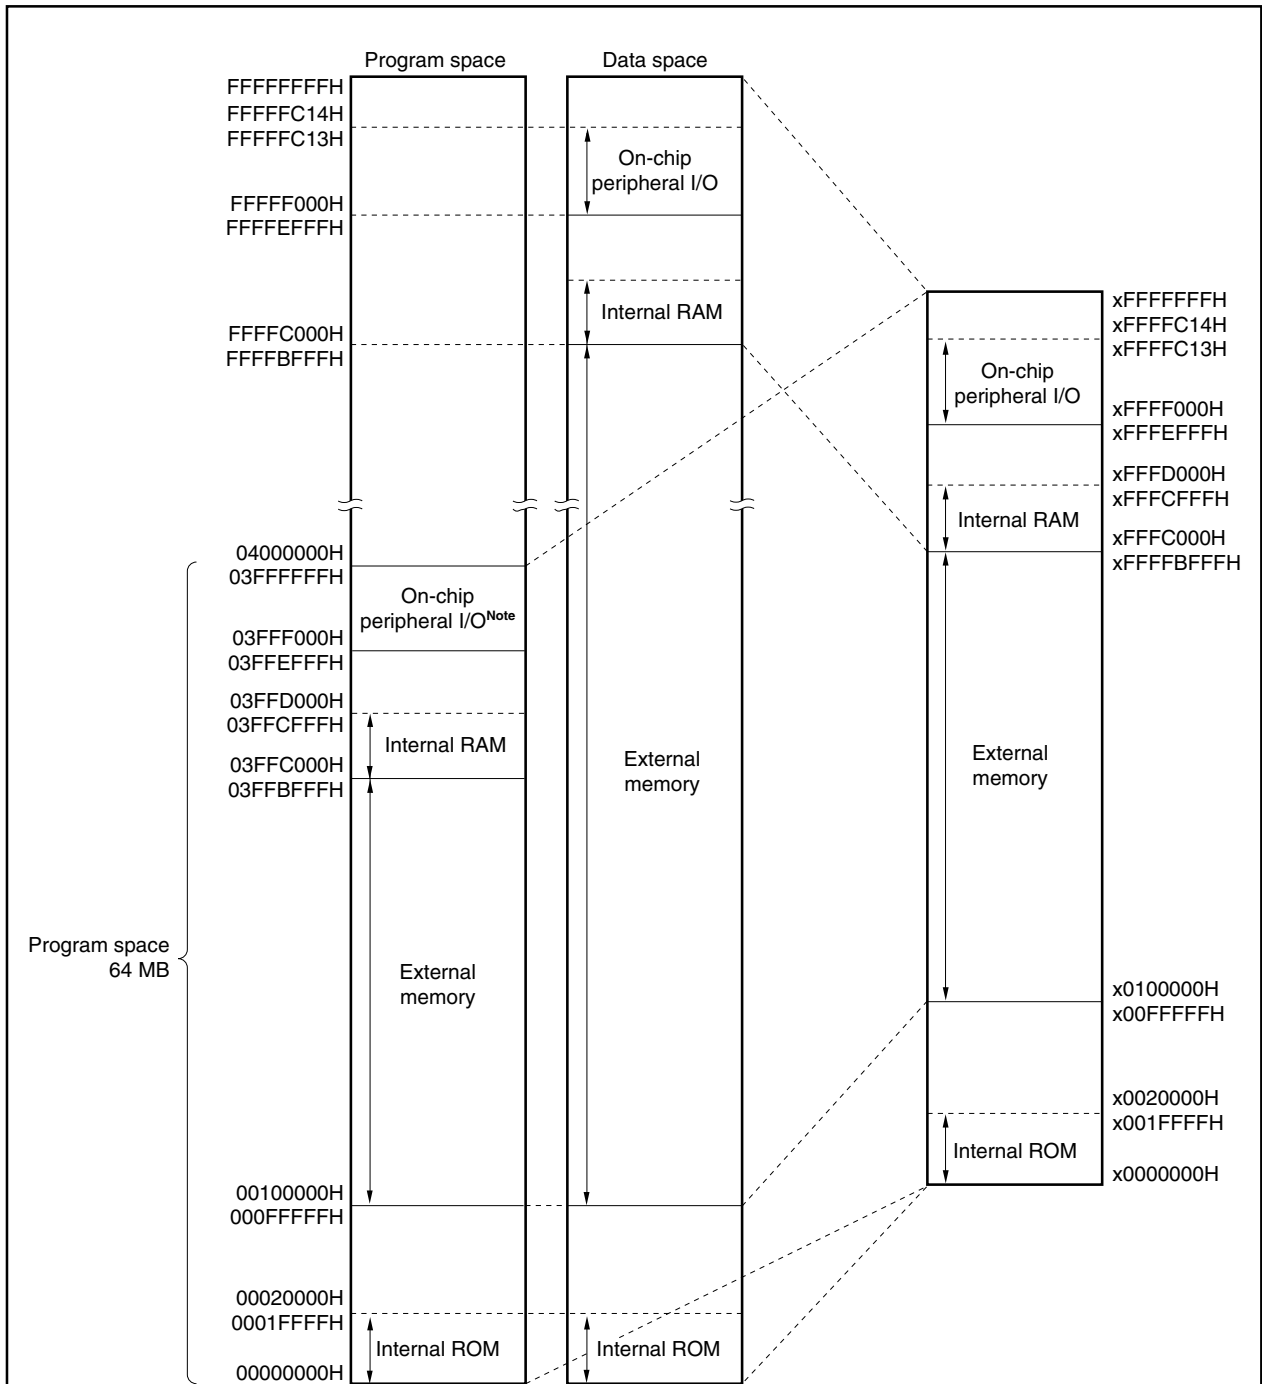 Program space
Data space
FFFFFFFFH
FFFFFC14H
FFFFFC13H
On-chip
peripheral I/O
FFFFF000H
FFFFEFFFH
Internal RAM
FFFFC000H
FFFFBFFFH
xFFFFFFFH
xFFFFC14H
xFFFFC13H
On-chip
peripheral I/O
xFFFF000H
xFFFEFFFH
xFFFD000H
xFFFCFFFH
Internal RAM
xFFFC000H
xFFFFBFFFH
04000000H
03FFFFFFH
On-chip
peripheral I/ONote
03FFF000H
03FFEFFFH
03FFD000H
03FFCFFFH
Internal RAM
03FFC000H
03FFBFFFH
External
memory
External
memory
Program space
64 MB
External
memory
x0100000H
x00FFFFFH
x0020000H
x001FFFFH
Internal ROM
x0000000H
00100000H
000FFFFFH
00020000H
0001FFFFH
Internal ROM
Internal ROM
00000000H